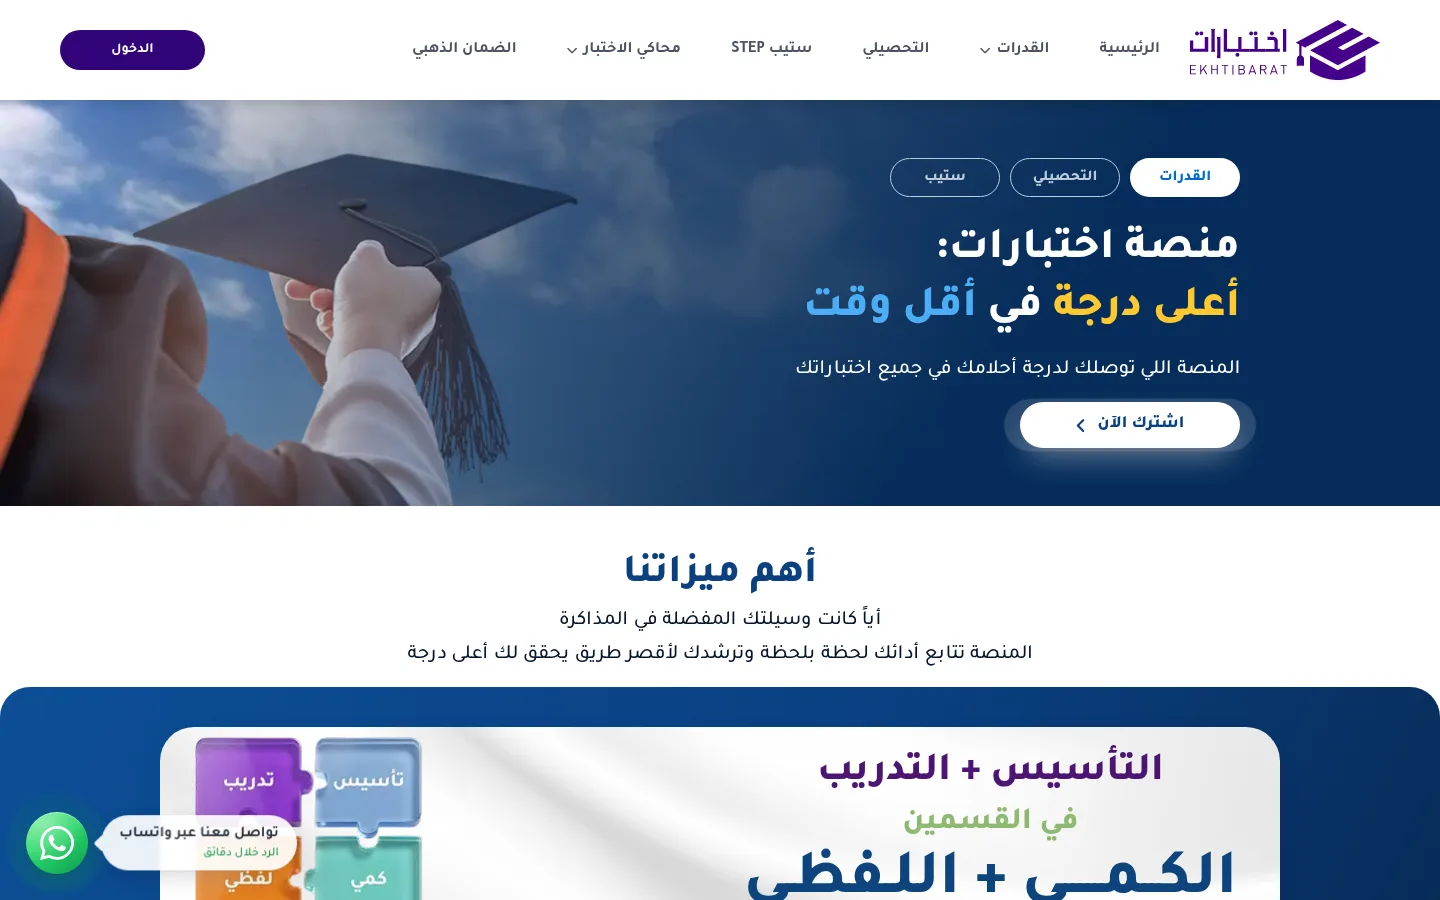 اختبارات
EKHTIBARAT
الرئيسية
القدرات
التحصيلي
ستيب STEP
محاكي الاختبار
الضمان الذهبي
الدخول
القدرات
التحصيلي
ستيب
منصة اختبارات:
أعلى درجة في أقل وقت
المنصة اللي توصلك لدرجة أحلامك في جميع اختباراتك
اشترك الآن
أهم ميزاتنا
أياً كانت وسيلتك المفضلة في المذاكرة
المنصة تتابع أدائك لحظة بلحظة وترشدك لأقصر طريق يحقق لك أعلى درجة
التأسيس + التدريب
في القسمين
الكـمــي + اللـفظـي
تأسيس
تدريب
كمي
لفظي
تواصل معنا عبر واتساب
الرد خلال دقائق